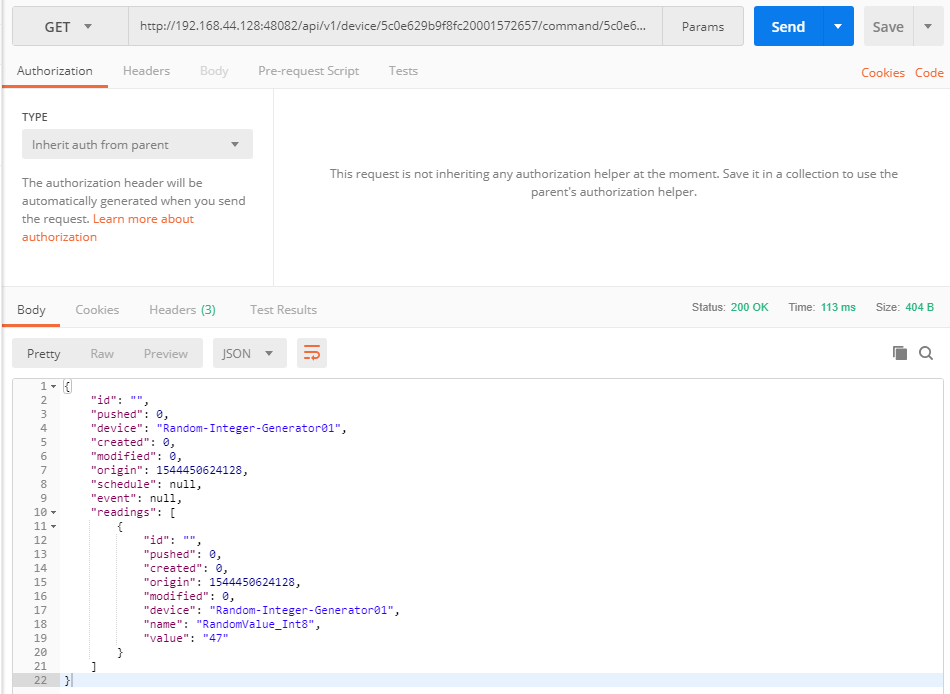 GET http://192.168.44.128:48082/api/v1/device/5c0e629b9f8fc20001572657/command/5c0e6... Params Send Save
Authorization Headers Body Pre-request Script Tests Cookies Code
TYPE
Inherit auth from parent
The authorization header will be
automatically generated when you send
the request. Learn more about
authorization
This request is not inheriting any authorization helper at the moment. Save it in a collection to use the
parent's authorization helper.
Body Cookies Headers (3) Test Results Status: 200 OK Time: 113 ms Size: 404 B
Pretty Raw Preview JSON
1 {
2 "id": "",
3 "pushed": 0,
4 "device": "Random-Integer-Generator01",
5 "created": 0,
6 "modified": 0,
7 "origin": 1544450624128,
8 "schedule": null,
9 "event": null,
10 "readings": [
11 {
12 "id": "",
13 "pushed": 0,
14 "created": 0,
15 "origin": 1544450624128,
16 "modified": 0,
17 "device": "Random-Integer-Generator01",
18 "name": "RandomValue_Int8",
19 "value": "47"
20 }
21 ]
22 }